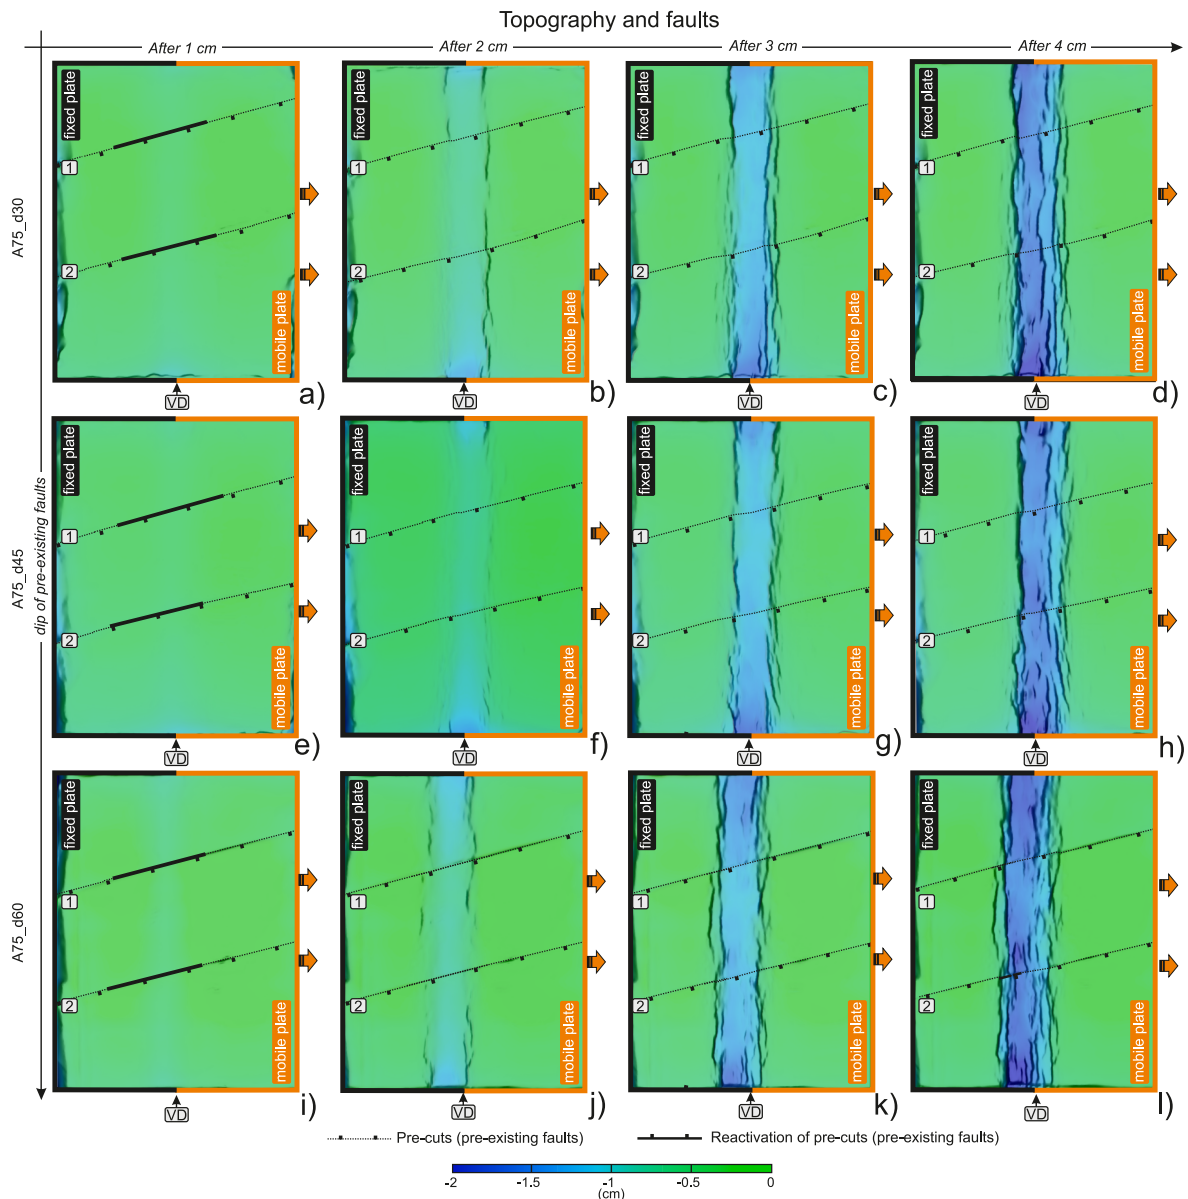 Topography and faults
After 1 cm
After 2 cm
After 3 cm
After 4 cm
dip of pre-existing faults
A75_d30
fixed plate
1
2
mobile plate
VD
a)
fixed plate
1
2
mobile plate
VD
b)
fixed plate
1
2
mobile plate
VD
c)
fixed plate
1
2
mobile plate
VD
d)
A75_d45
fixed plate
1
2
mobile plate
VD
e)
fixed plate
1
2
mobile plate
VD
f)
fixed plate
1
2
mobile plate
VD
g)
fixed plate
1
2
mobile plate
VD
h)
A75_d60
fixed plate
1
2
mobile plate
VD
i)
fixed plate
1
2
mobile plate
VD
j)
fixed plate
1
2
mobile plate
VD
k)
fixed plate
1
2
mobile plate
VD
l)
Pre-cuts (pre-existing faults)
Reactivation of pre-cuts (pre-existing faults)
-2 -1.5 -1 -0.5 0
(cm)